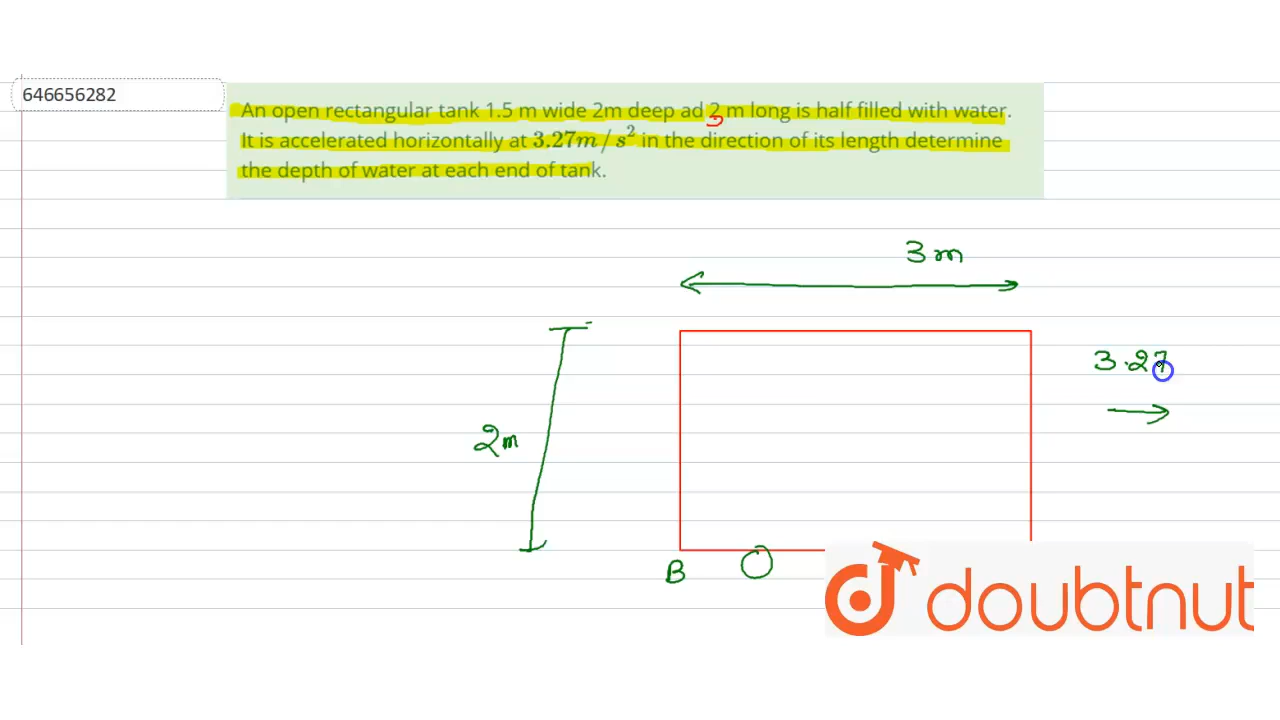 646656282
An open rectangular tank 1.5 m wide 2m deep ad 2 m long is half filled with water.
It is accelerated horizontally at 3.27m/s² in the direction of its length determine
the depth of water at each end of tank.
3 m
3.27
2m
B
doubtnut